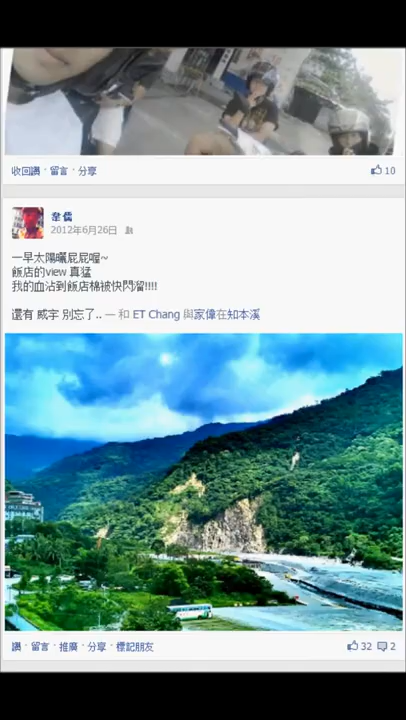 收回讚 · 留言 · 分享
10
韋儒
2012年6月26日
一早太陽曬屁屁喔~
飯店的view 真猛
我的血沾到飯店棉被快閃溜!!!!
還有 威宇 別忘了.. — 和 ET Chang 與家偉在知本溪
讚 · 留言 · 推廣 · 分享 · 標記朋友
32
2